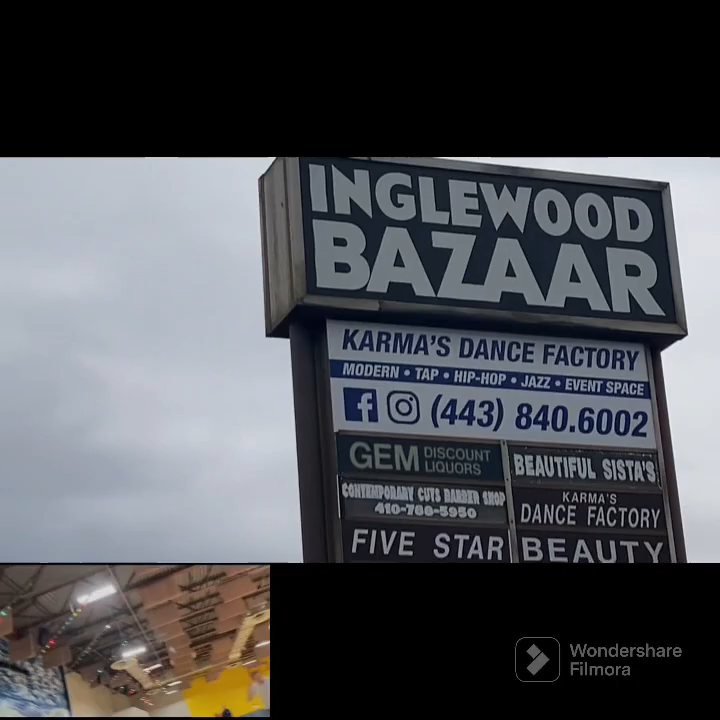 INGLEWOOD
BAZAAR
KARMA'S DANCE FACTORY
MODERN • TAP • HIP-HOP • JAZZ • EVENT SPACE
(443) 840.6002
GEM DISCOUNT LIQUORS
BEAUTIFUL SISTA'S
CONTEMPORARY CUTS BARBER SHOP
410-788-5950
KARMA'S
DANCE FACTORY
FIVE STAR
BEAUTY
Wondershare
Filmora